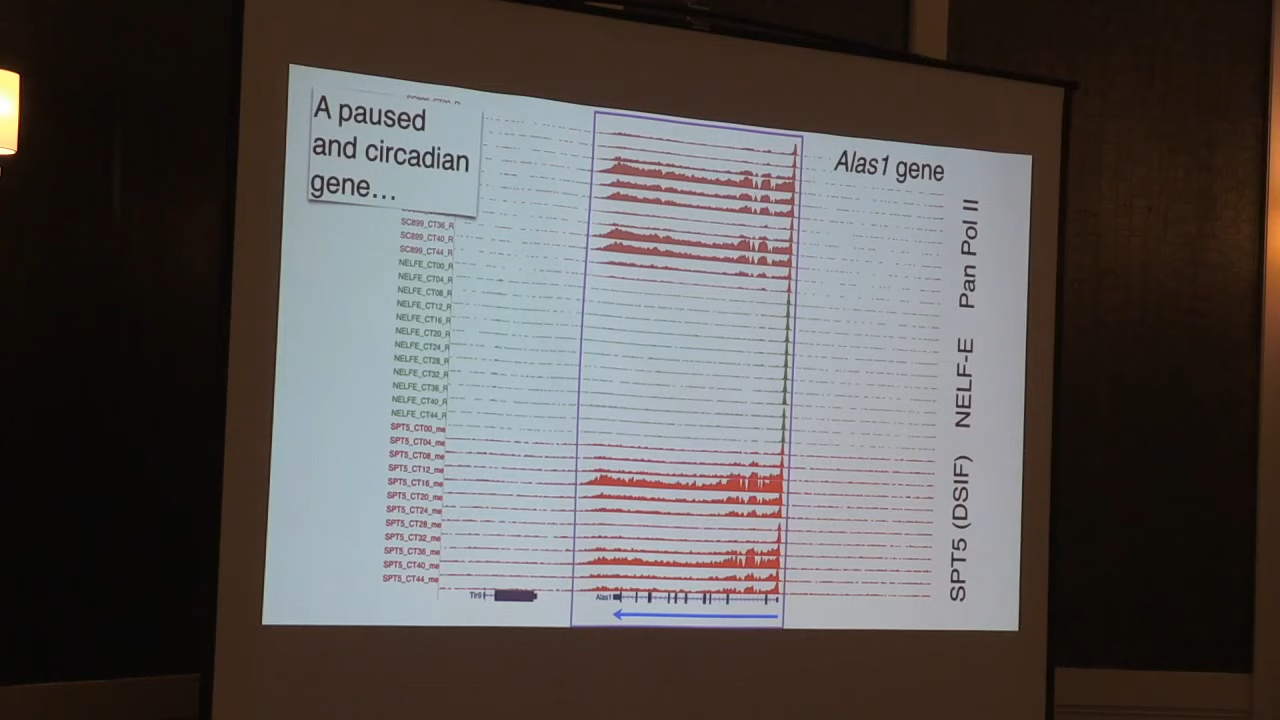 A paused
and circadian
gene…
Alas1 gene
SC899_CT36_R
SC899_CT40_R
SC899_CT44_R
NELFE_CT00_R
NELFE_CT04_R
NELFE_CT08_R
NELFE_CT12_R
NELFE_CT16_R
NELFE_CT20_R
NELFE_CT24_R
NELFE_CT28_R
NELFE_CT32_R
NELFE_CT36_R
NELFE_CT40_R
NELFE_CT44_R
SPT5_CT00_me
SPT5_CT04_me
SPT5_CT08_me
SPT5_CT12_me
SPT5_CT16_me
SPT5_CT20_me
SPT5_CT24_me
SPT5_CT28_me
SPT5_CT32_me
SPT5_CT36_me
SPT5_CT40_me
SPT5_CT44_me
Tlr9
Alas1
Pan Pol II
NELF-E
SPT5 (DSIF)